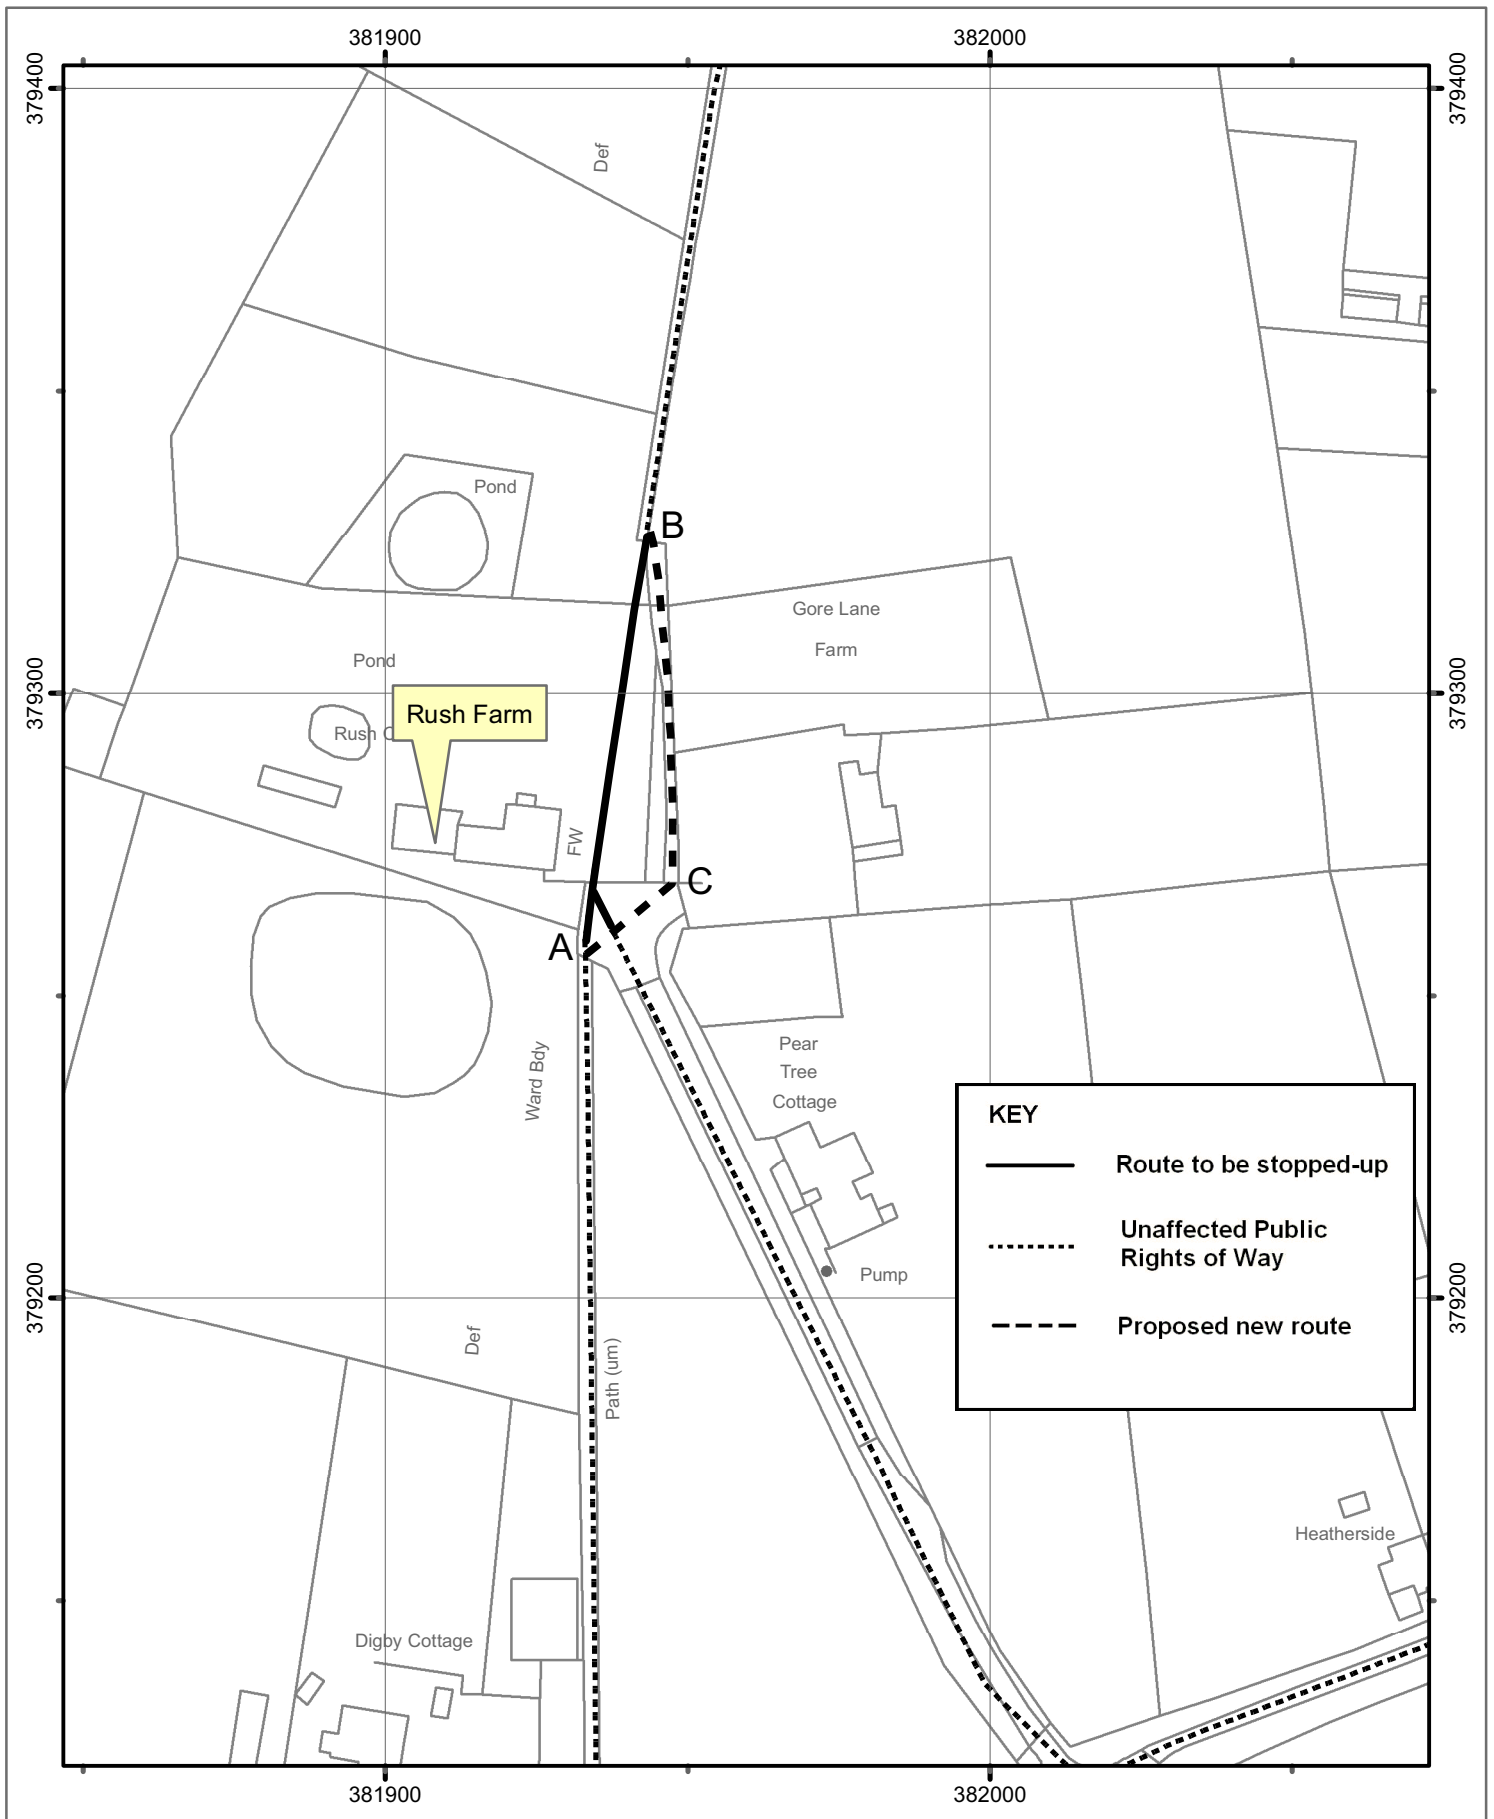 381900
382000
379400
379400
Def
Pond
B
Gore Lane
Farm
Pond
379300
379300
Rush Farm
Rush
FW
C
A
Pear
Tree
Cottage
Ward Bdy
KEY
Route to be stopped-up
Unaffected Public
Rights of Way
Proposed new route
Pump
379200
379200
Def
Path (um)
Heatherside
Digby Cottage
381900
382000